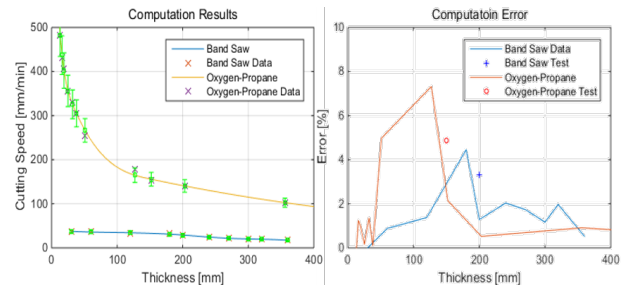 Computation Results
500
400
300
200
100
0
0 100 200 300 400
Cutting Speed [mm/min]
Thickness [mm]
Band Saw
Band Saw Data
Oxygen-Propane
Oxygen-Propane Data
Computatoin Error
10
8
6
4
2
0
0 100 200 300 400
Error [%]
Thickness [mm]
Band Saw Data
Band Saw Test
Oxygen-Propane
Oxygen-Propane Test